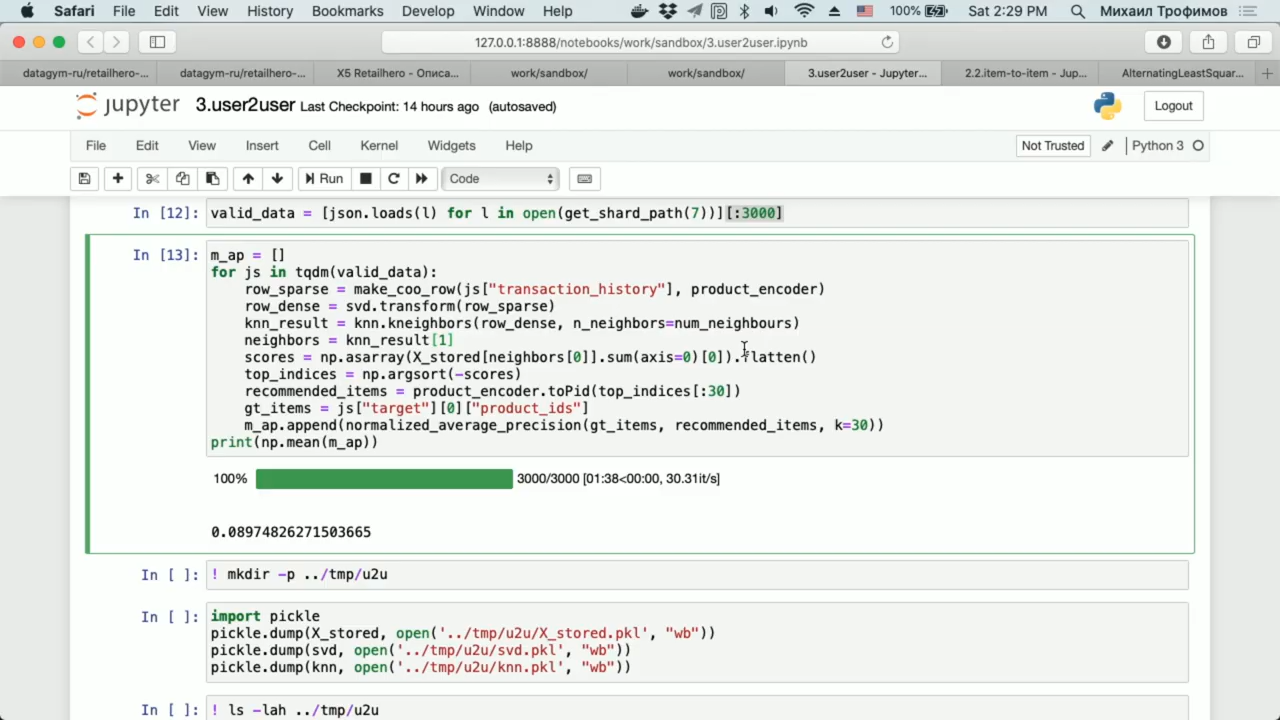 Safari File Edit View History Bookmarks Develop Window Help 100% Sat 2:29 PM Михаил Трофимов
127.0.0.1:8888/notebooks/work/sandbox/3.user2user.ipynb
datagym-ru/retailhero-... datagym-ru/retailhero-... X5 Retailhero - Описа... work/sandbox/ work/sandbox/ 3.user2user - Jupyter... 2.2.item-to-item - Jup... AlternatingLeastSquar...
jupyter 3.user2user Last Checkpoint: 14 hours ago (autosaved) Logout
File Edit View Insert Cell Kernel Widgets Help Not Trusted Python 3
Run Code
In [12]: valid_data = [json.loads(l) for l in open(get_shard_path(7))][:3000]
In [13]: m_ap = []
for js in tqdm(valid_data):
    row_sparse = make_coo_row(js["transaction_history"], product_encoder)
    row_dense = svd.transform(row_sparse)
    knn_result = knn.kneighbors(row_dense, n_neighbors=num_neighbours)
    neighbors = knn_result[1]
    scores = np.asarray(X_stored[neighbors[0]].sum(axis=0)[0]).flatten()
    top_indices = np.argsort(-scores)
    recommended_items = product_encoder.toPid(top_indices[:30])
    gt_items = js["target"][0]["product_ids"]
    m_ap.append(normalized_average_precision(gt_items, recommended_items, k=30))
print(np.mean(m_ap))
100% 3000/3000 [01:38<00:00, 30.31it/s]
0.08974826271503665
In [ ]: ! mkdir -p ../tmp/u2u
In [ ]: import pickle
pickle.dump(X_stored, open('../tmp/u2u/X_stored.pkl', "wb"))
pickle.dump(svd, open('../tmp/u2u/svd.pkl', "wb"))
pickle.dump(knn, open('../tmp/u2u/knn.pkl', "wb"))
In [ ]: ! ls -lah ../tmp/u2u